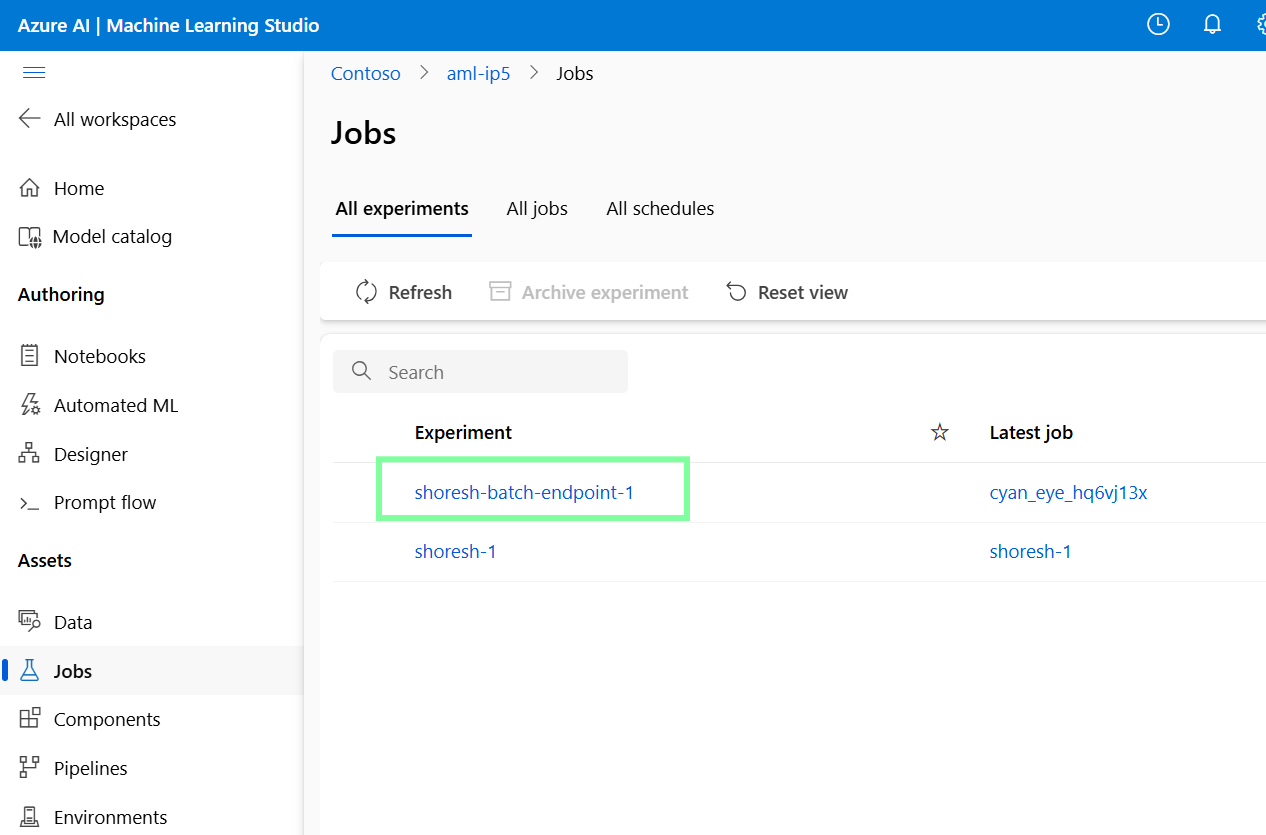 Azure AI | Machine Learning Studio
All workspaces
Home
Model catalog
Authoring
Notebooks
Automated ML
Designer
Prompt flow
Assets
Data
Jobs
Components
Pipelines
Environments
Contoso > aml-ip5 > Jobs
Jobs
All experiments All jobs All schedules
Refresh Archive experiment Reset view
Search
Experiment Latest job
shoresh-batch-endpoint-1 cyan_eye_hq6vj13x
shoresh-1 shoresh-1